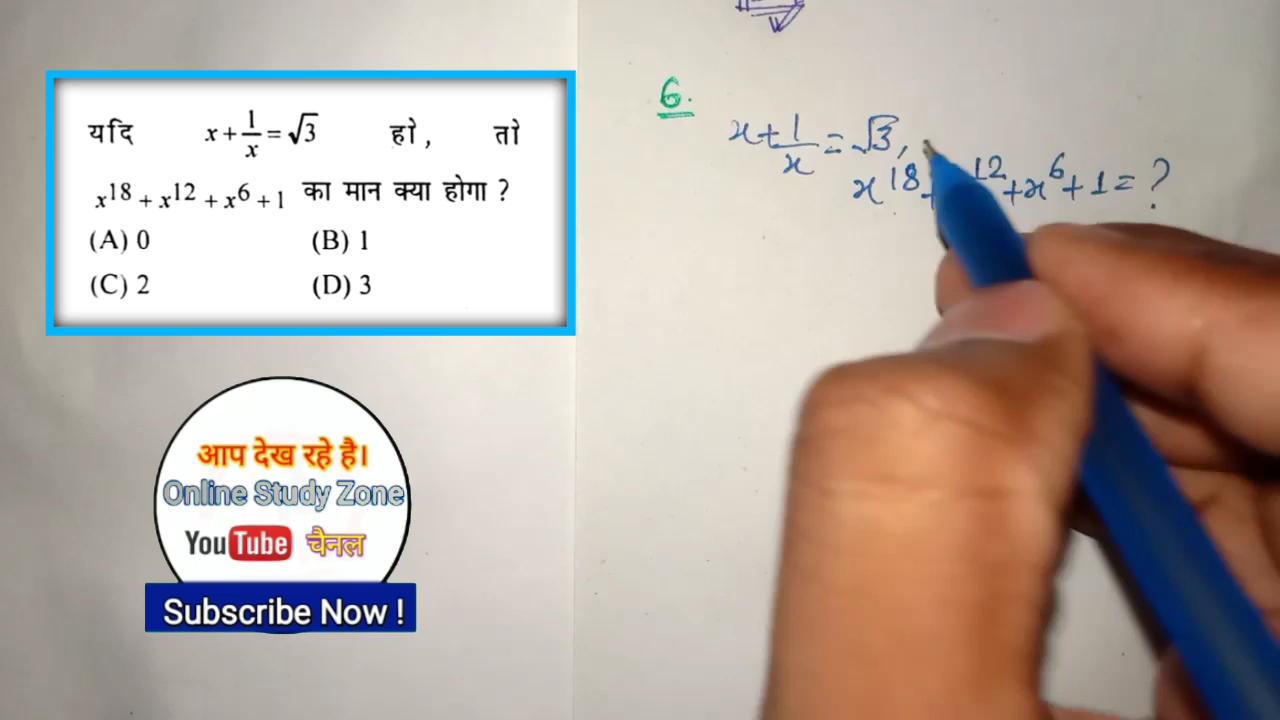 यदि x + 1/x = √3 हो, तो
x^18 + x^12 + x^6 + 1 का मान क्या होगा ?
(A) 0 (B) 1
(C) 2 (D) 3
आप देख रहे है।
Online Study Zone
YouTube चैनल
Subscribe Now !
6.
x + 1/x = √3,
x^18 + 12 + x^6 + 1 = ?